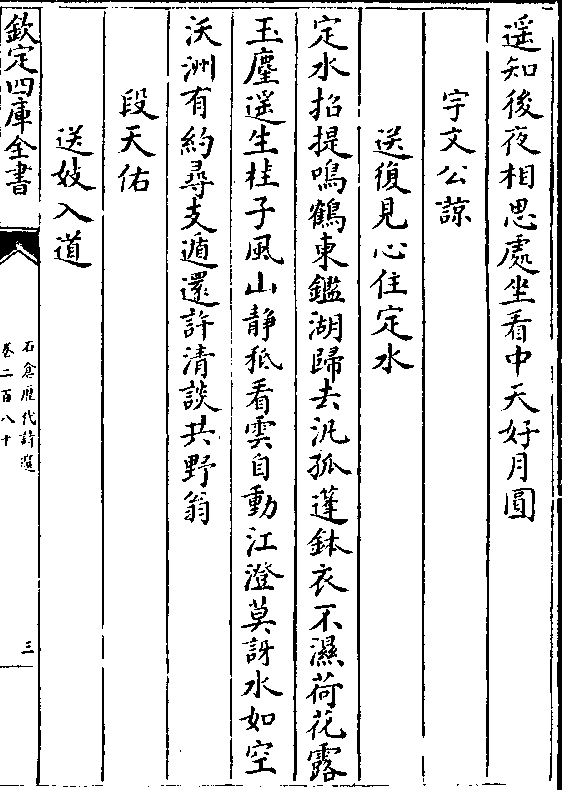 遥知後夜相思處坐看中天好月圓
宇文公諒
送復見心住定水
定水招提鳴鶴東鑑湖歸去汎孤蓬鉢衣不濕荷花露
玉麈遥生桂子風山静秪看雲自動江澄莫訝水如空
沃洲有約尋支遁還許清談共野翁
段天佑
送妓入道
欽定四庫全書
石倉歴代詩選
卷二百八十
三